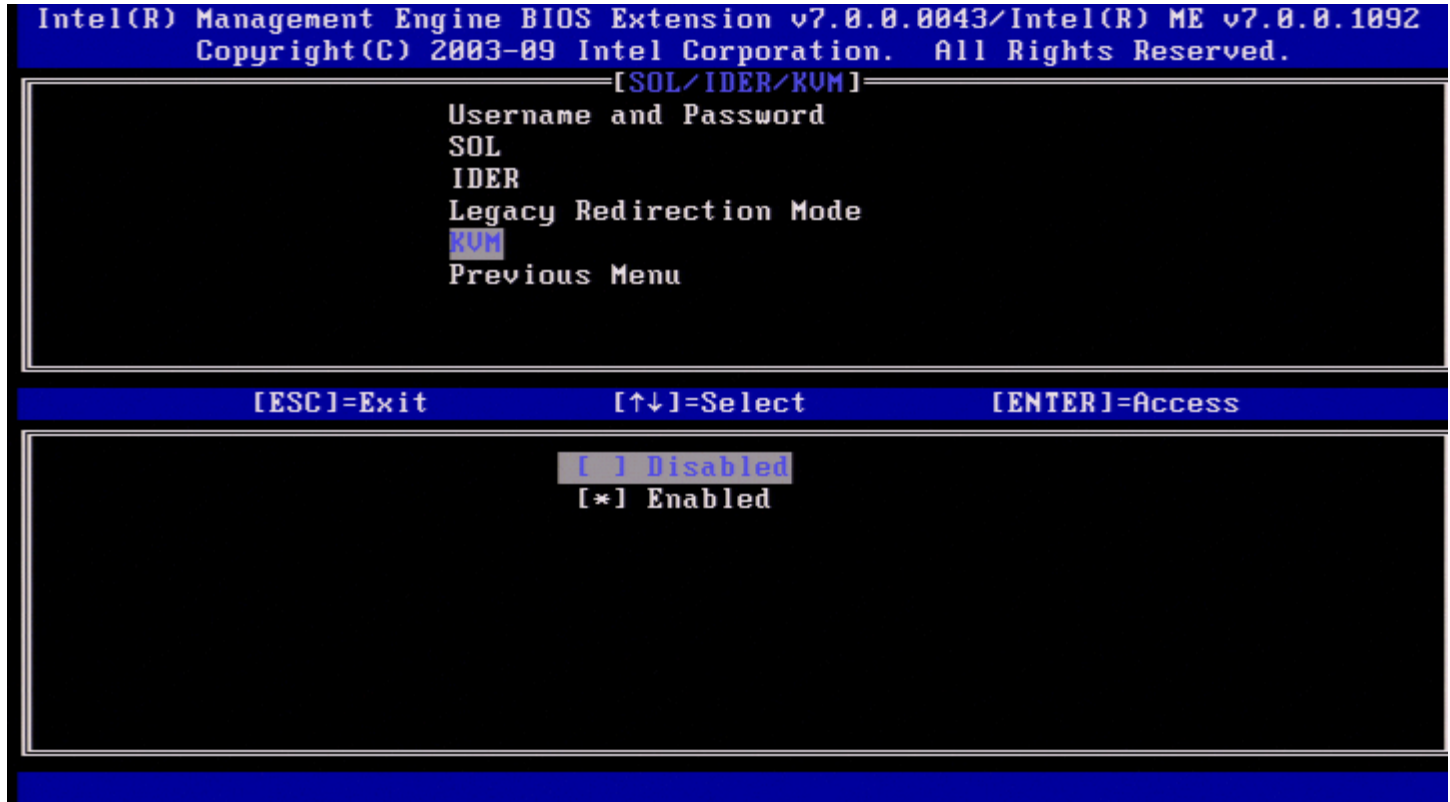 Intel(R) Management Engine BIOS Extension v7.0.0.0043/Intel(R) ME v7.0.0.1092
Copyright(C) 2003-09 Intel Corporation. All Rights Reserved.
[SOL/IDER/KVM]
Username and Password
SOL
IDER
Legacy Redirection Mode
KVM
Previous Menu
[ESC]=Exit [↑↓]=Select [ENTER]=Access
[ ] Disabled
[*] Enabled